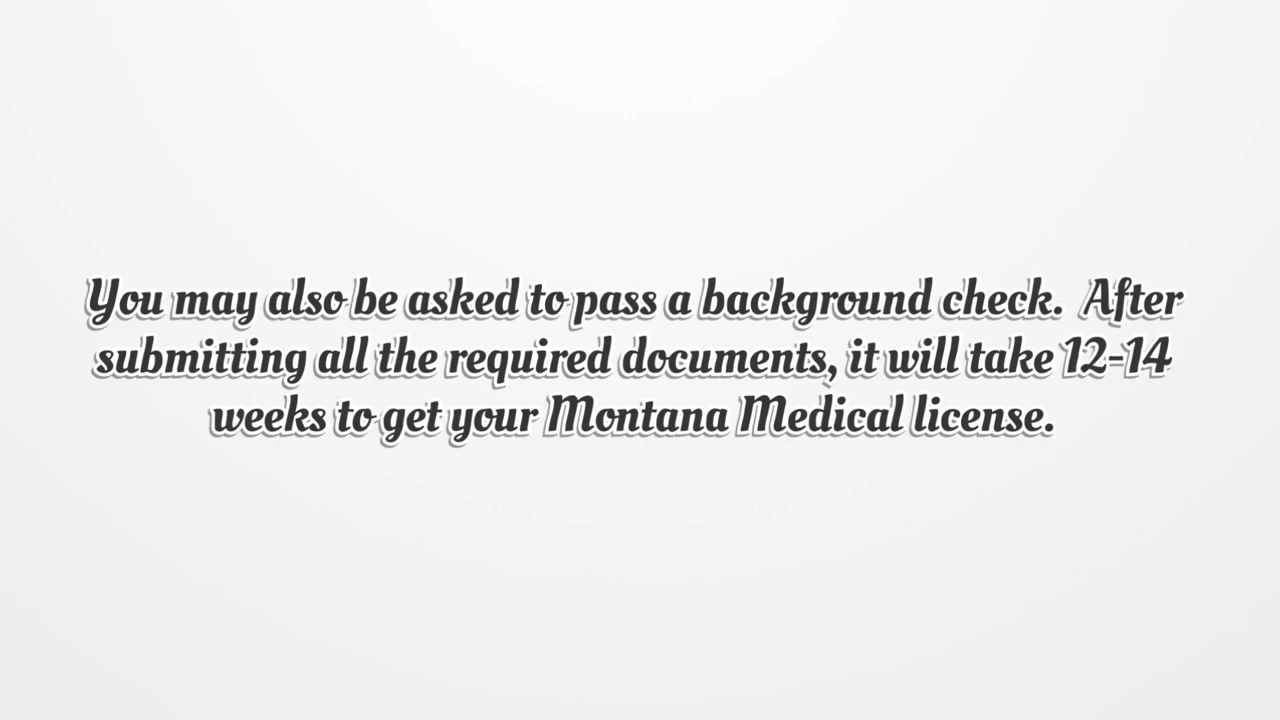 You may also be asked to pass a background check.  After
submitting all the required documents, it will take 12-14
weeks to get your Montana Medical license.